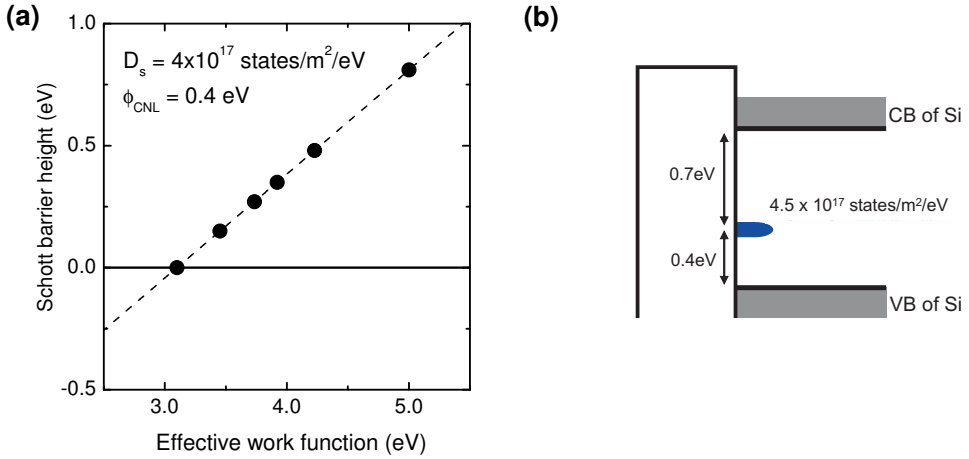 (a)
1.0
0.5
0.0
-0.5
Schott barrier height (eV)
D_s = 4x10^17 states/m^2/eV
ϕ_CNL = 0.4 eV
3.0 4.0 5.0
Effective work function (eV)
(b)
CB of Si
0.7eV
4.5 x 10^17 states/m^2/eV
0.4eV
VB of Si